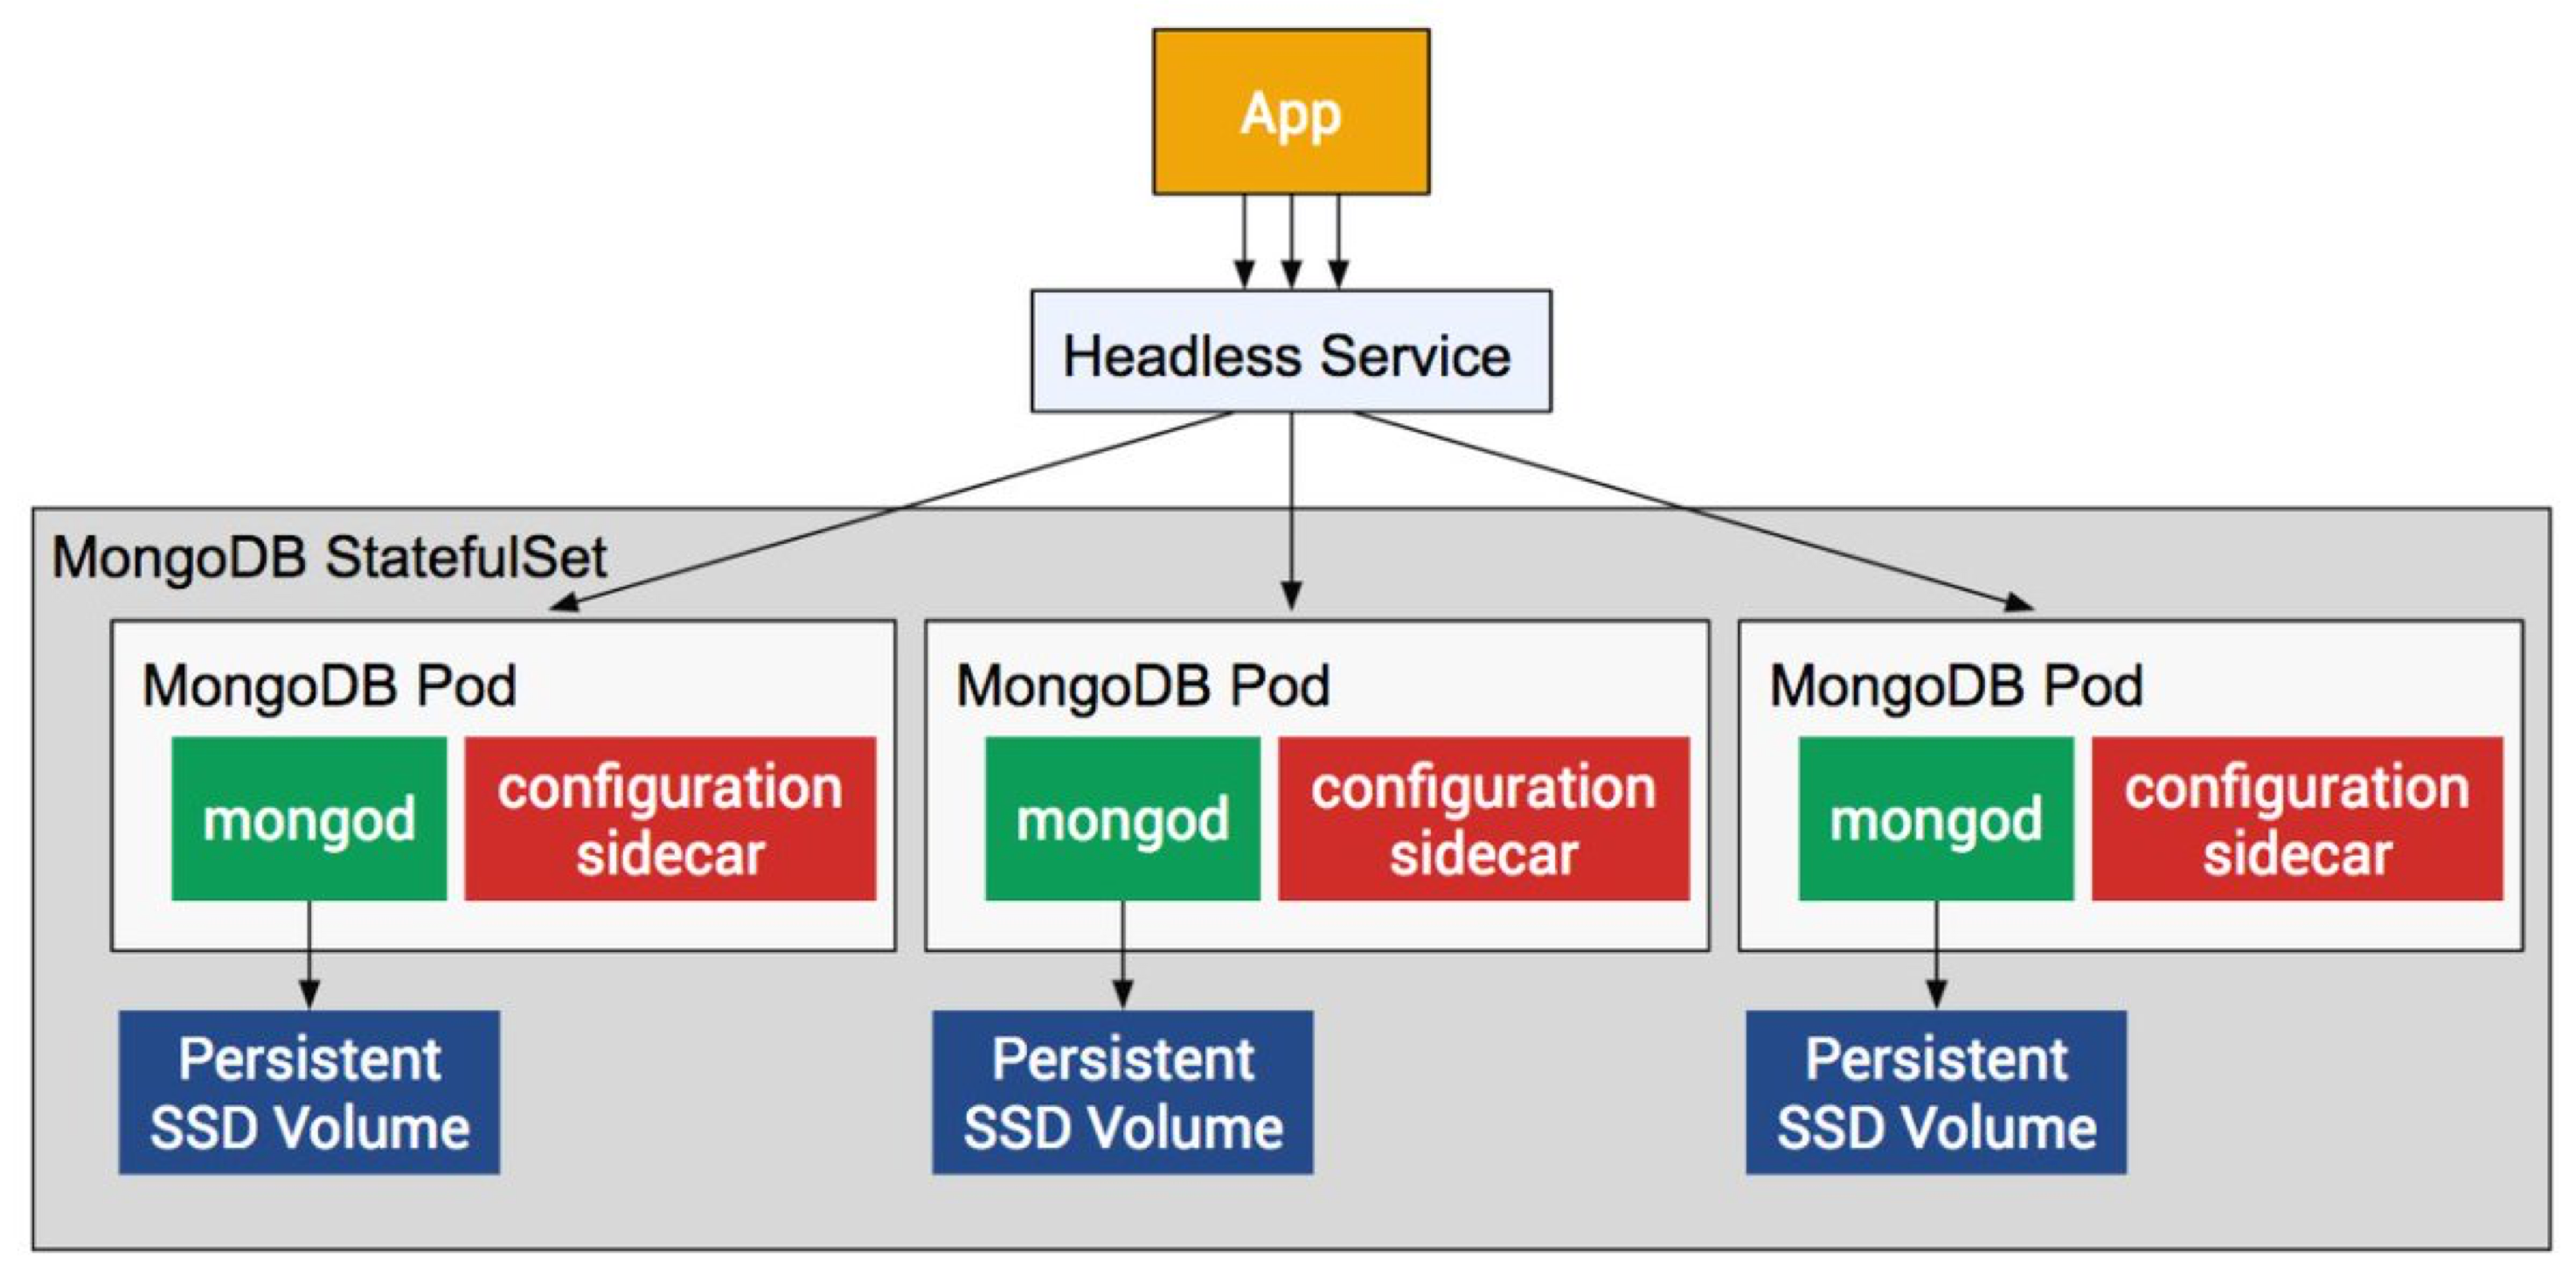 App
Headless Service
MongoDB StatefulSet
MongoDB Pod
mongod
configuration
sidecar
Persistent
SSD Volume
MongoDB Pod
mongod
configuration
sidecar
Persistent
SSD Volume
MongoDB Pod
mongod
configuration
sidecar
Persistent
SSD Volume